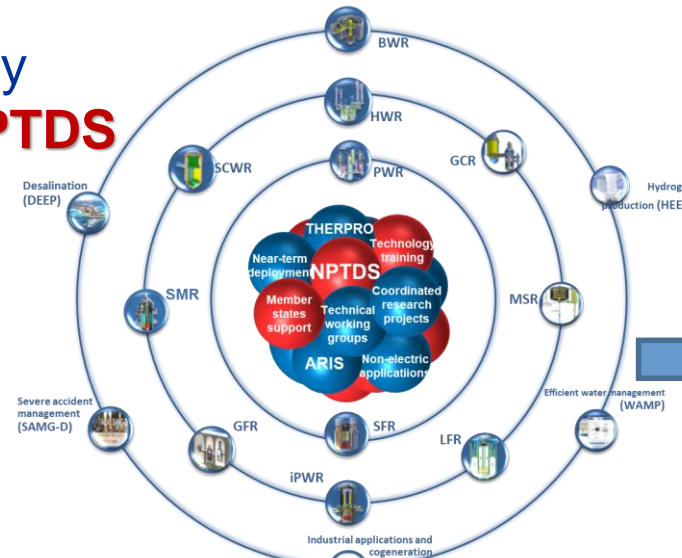 y
PTDS
BWR
HWR
PWR
GCR
SCWR
Desalination
(DEEP)
Hydrog
production (HEE
THERPRO
Technology
training
Near-term
deployment
NPTDS
Member
states
support
Coordinated
research
projects
Technical
working
groups
ARIS
Non-electric
applicatiions
SMR
MSR
Efficient water management
(WAMP)
Severe accident
management
(SAMG-D)
GFR
SFR
LFR
iPWR
Industrial applications and
cogeneration